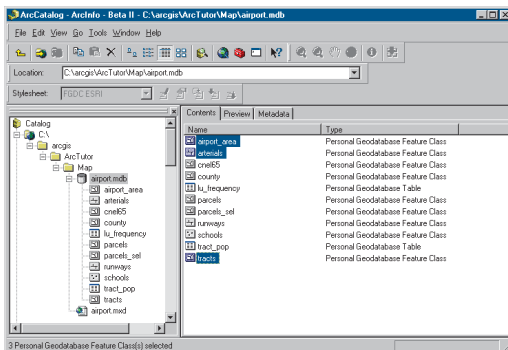 ArcCatalog - ArcInfo - Beta II - C:\arcgis\ArcTutor\Map\airport.mdb
File Edit View Go Tools Window Help
Location: C:\arcgis\ArcTutor\Map\airport.mdb
Stylesheet: FGDC ESRI
Catalog
C:\
arcgis
ArcTutor
Map
airport.mdb
airport_area
arterials
cnel65
county
lu_frequency
parcels
parcels_sel
runways
schools
tract_pop
tracts
airport.mxd
Contents Preview Metadata
Name Type
airport_area Personal Geodatabase Feature Class
arterials Personal Geodatabase Feature Class
cnel65 Personal Geodatabase Feature Class
county Personal Geodatabase Feature Class
lu_frequency Personal Geodatabase Table
parcels Personal Geodatabase Feature Class
parcels_sel Personal Geodatabase Feature Class
runways Personal Geodatabase Feature Class
schools Personal Geodatabase Feature Class
tract_pop Personal Geodatabase Table
tracts Personal Geodatabase Feature Class
3 Personal Geodatabase Feature Class(s) selected